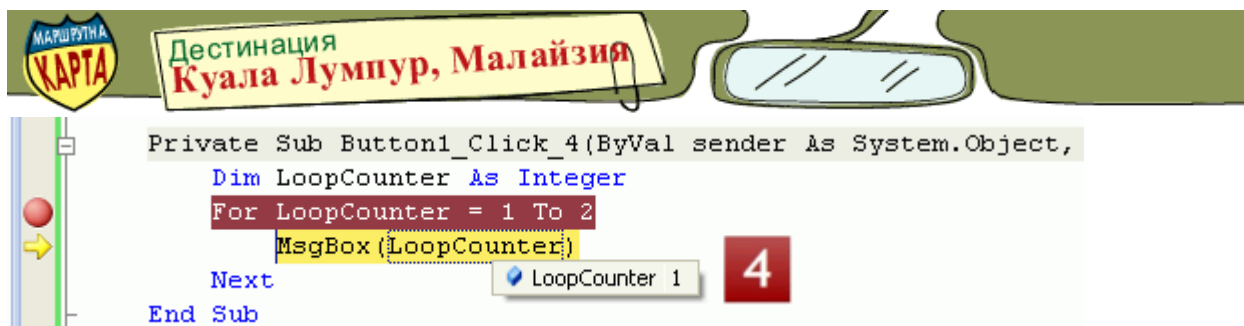 МАРШРУТНА
КАРТА
Дестинация
Куала Лумпур, Малайзия
Private Sub Button1_Click_4(ByVal sender As System.Object,
Dim LoopCounter As Integer
For LoopCounter = 1 To 2
MsgBox(LoopCounter)
LoopCounter 1
4
Next
End Sub